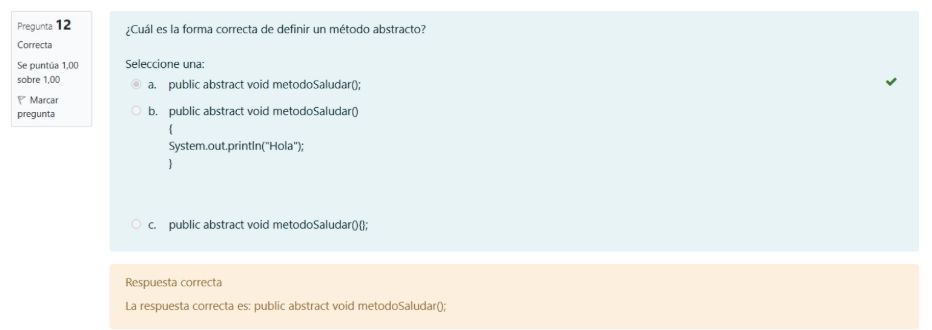 Pregunta 12
Correcta
Se puntúa 1,00
sobre 1,00
Marcar
pregunta
¿Cuál es la forma correcta de definir un método abstracto?
Seleccione una:
a. public abstract void metodoSaludar();
b. public abstract void metodoSaludar()
{
System.out.println("Hola");
}
c. public abstract void metodoSaludar(){};
Respuesta correcta
La respuesta correcta es: public abstract void metodoSaludar();